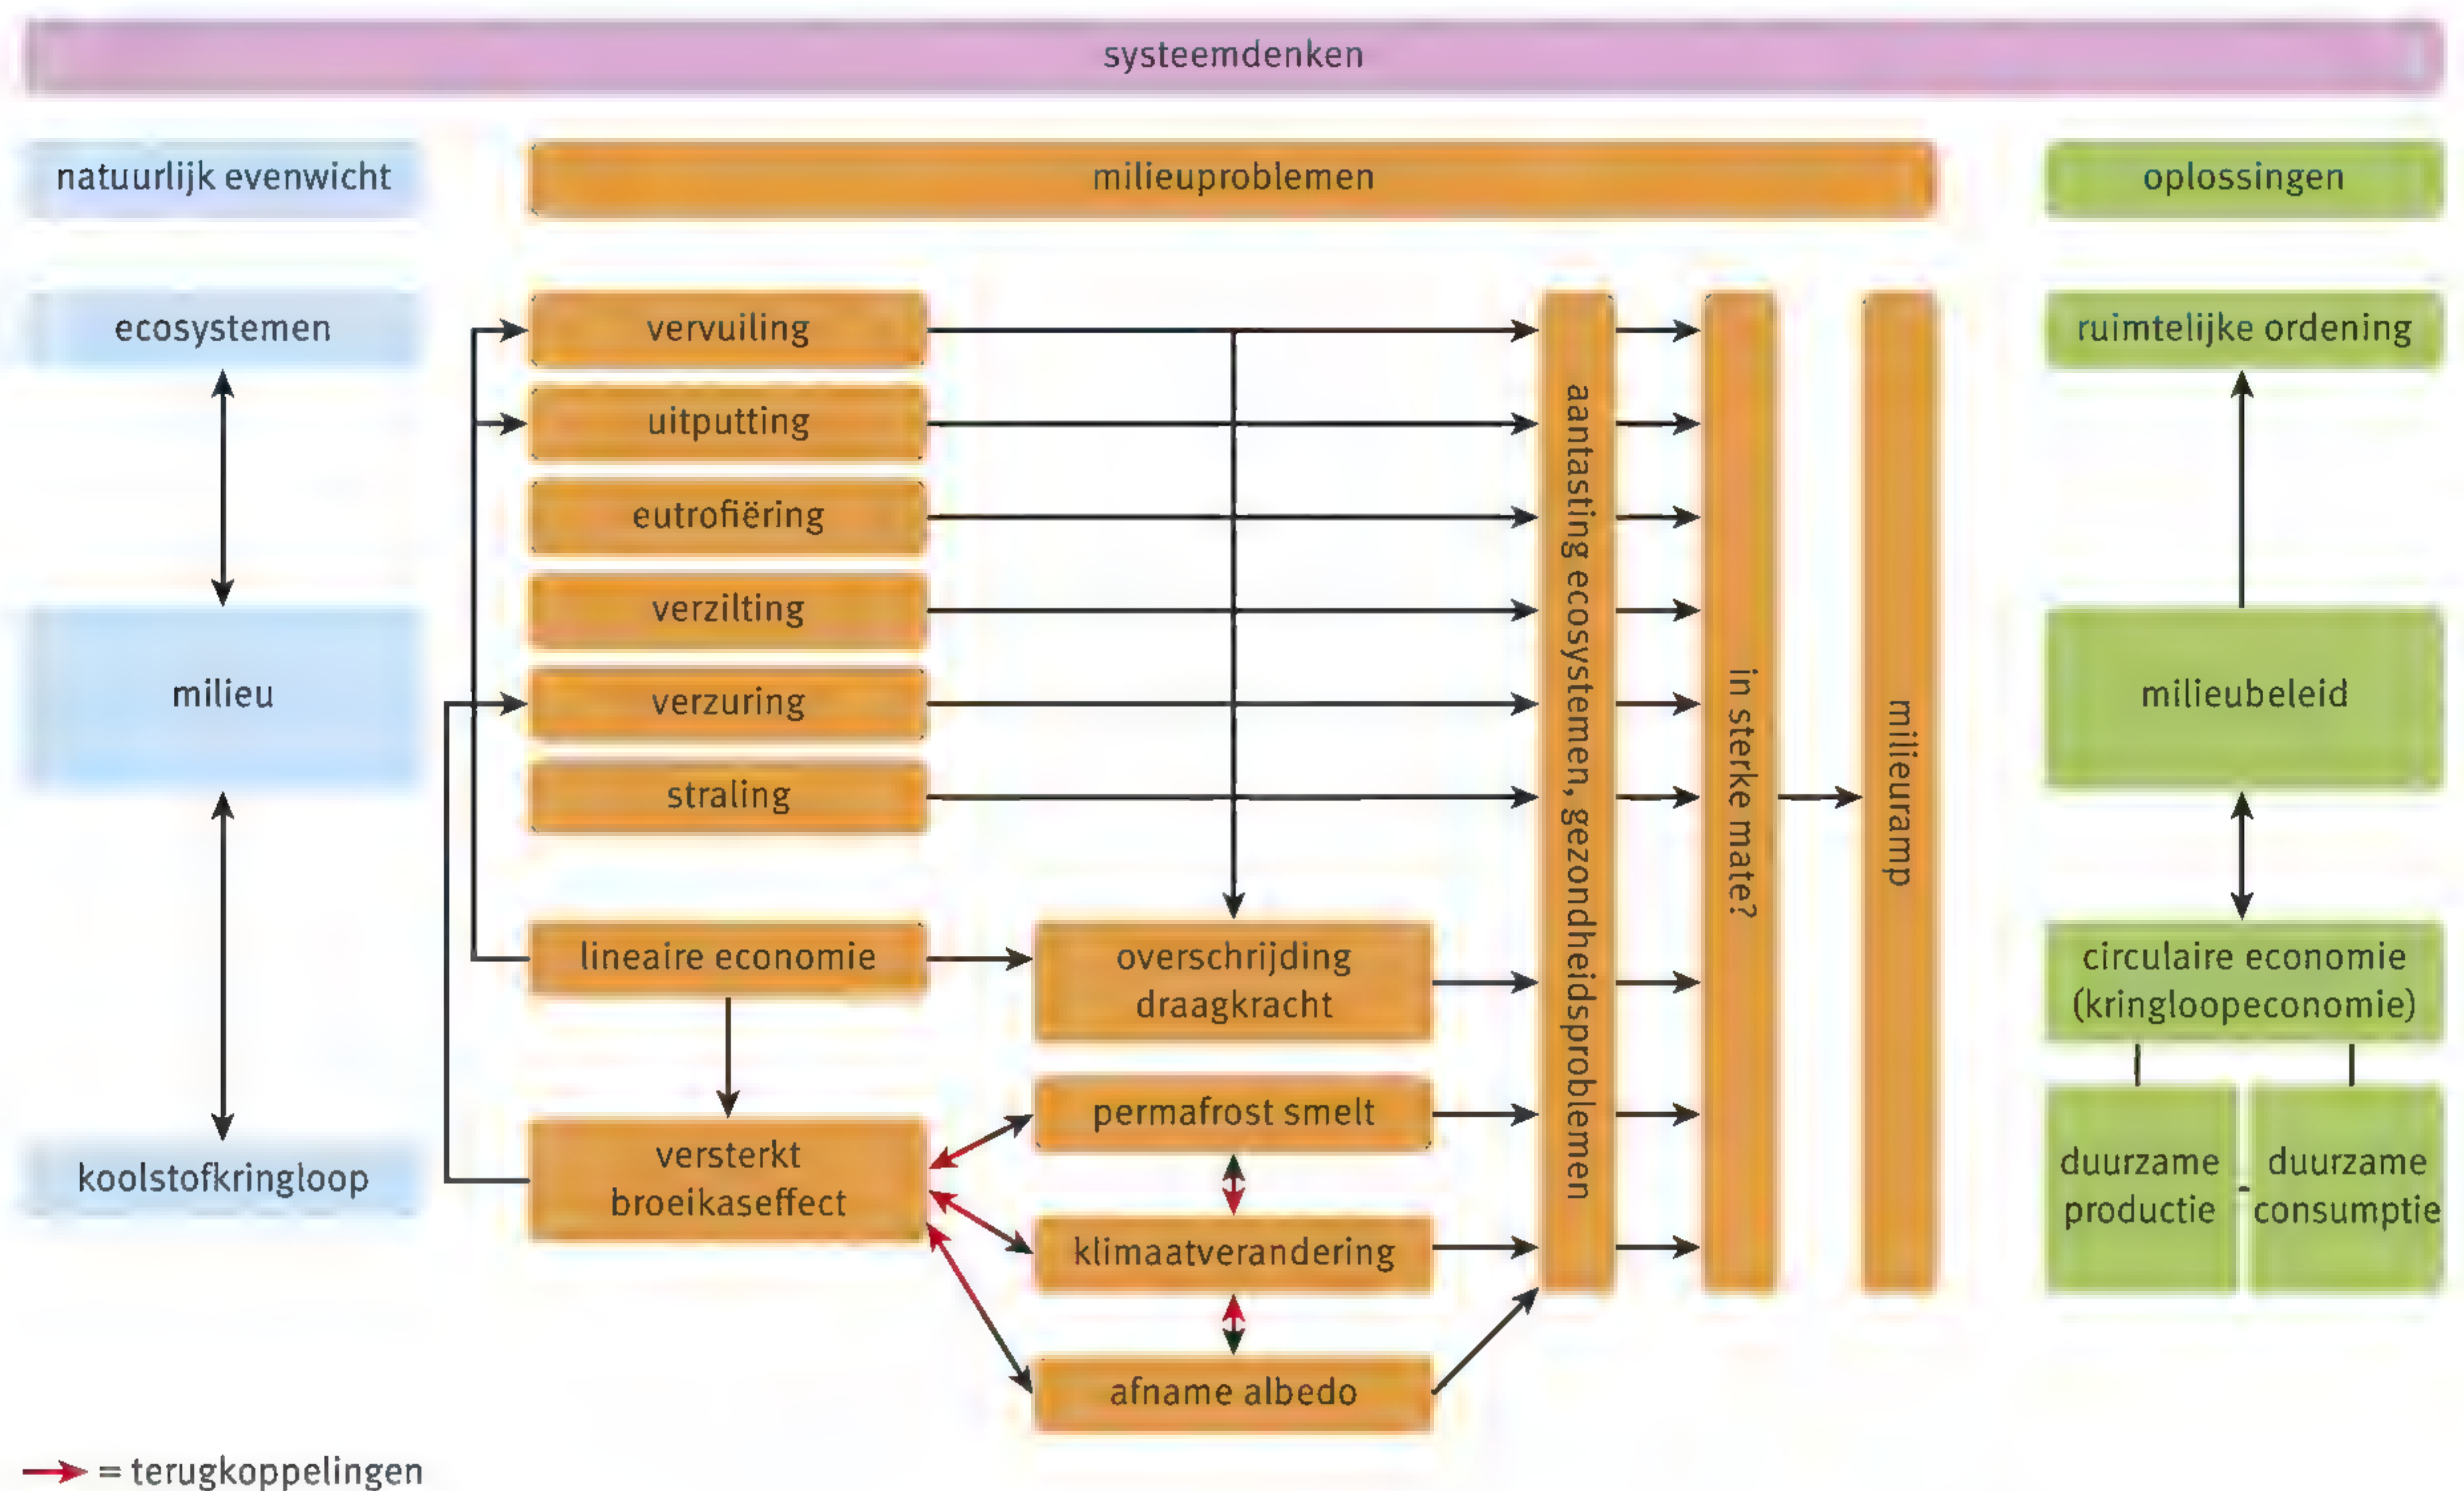 systeemdenken
natuurlijk evenwicht
milieuproblemen
oplossingen
ecosystemen
milieu
koolstofkringloop
vervuiling
uitputting
eutrofiëring
verzilting
verzuring
straling
lineaire economie
versterkt
broeikaseffect
overschrijding
draagkracht
permafrost smelt
klimaatverandering
afname albedo
aantasting ecosystemen, gezondheidsproblemen
in sterke mate?
milieuramp
ruimtelijke ordening
milieubeleid
circulaire economie
(kringloopeconomie)
duurzame
productie
duurzame
consumptie
= terugkoppelingen